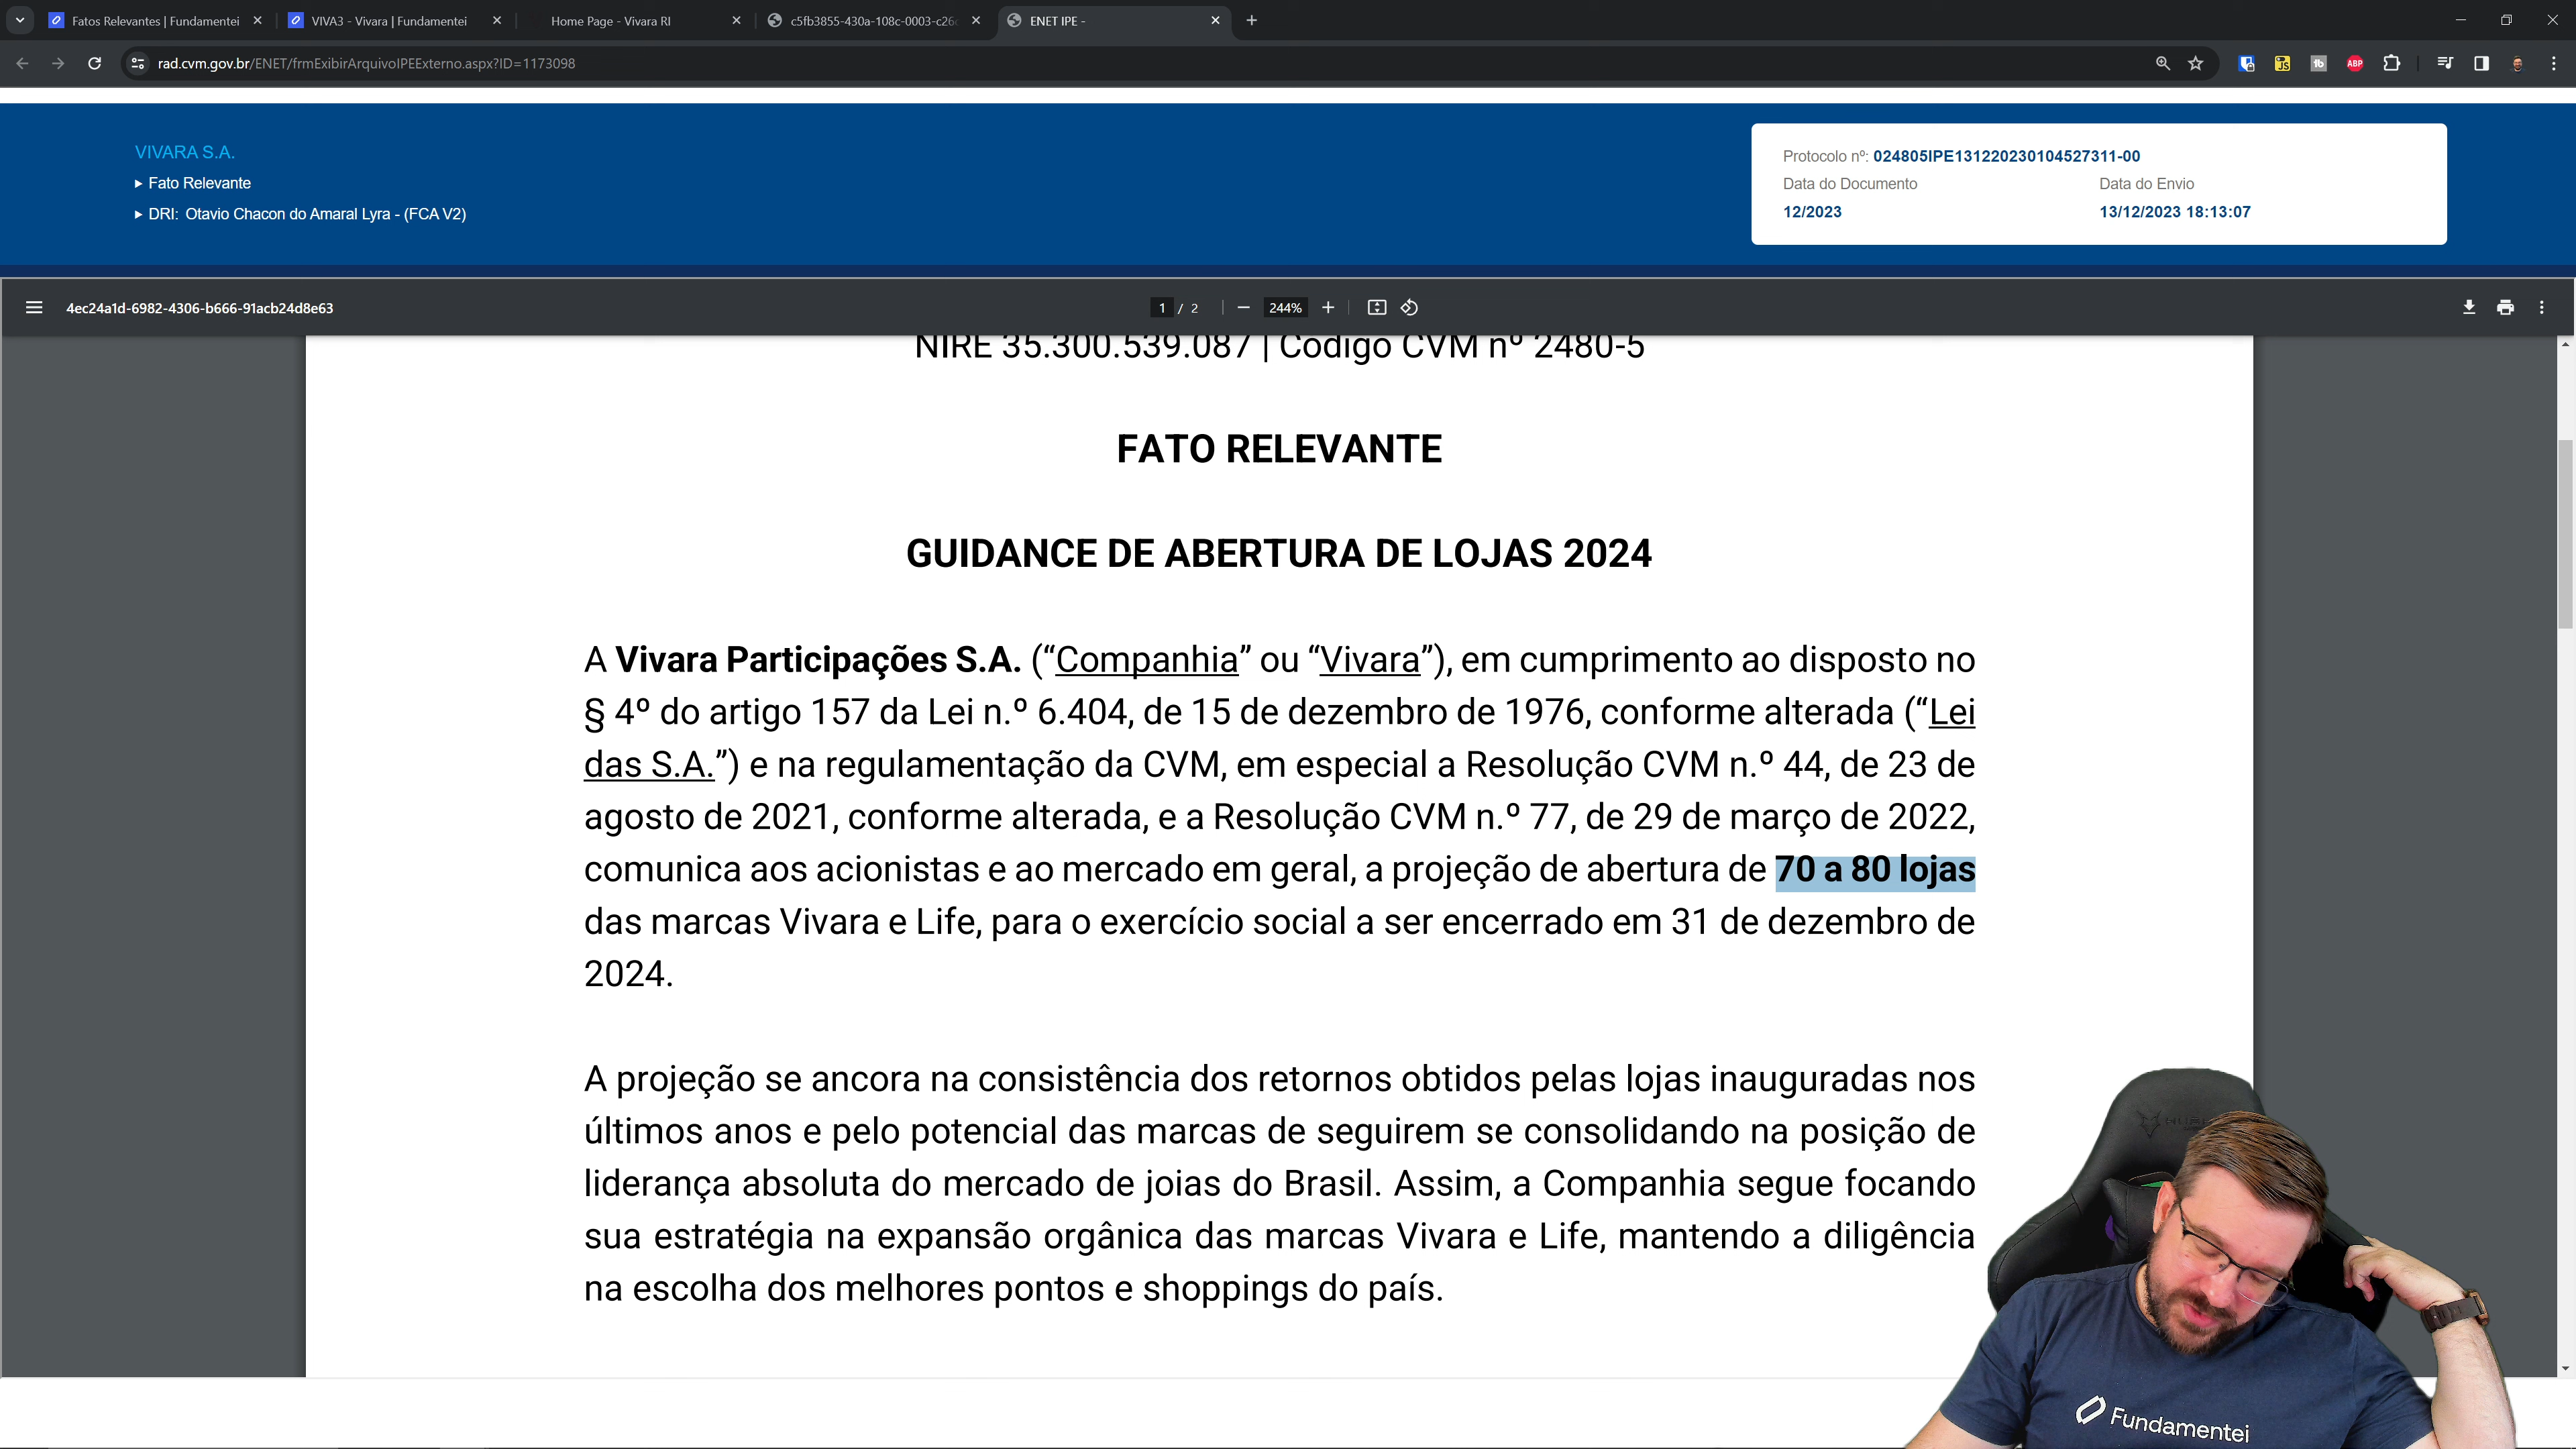 Fatos Relevantes | Fundamentei
VIVA3 - Vivara | Fundamentei
Home Page - Vivara RI
c5fb3855-430a-108c-0003-c26
ENET IPE -
rad.cvm.gov.br/ENET/frmExibirArquivoIPEExterno.aspx?ID=1173098
JS
tb
ABP
VIVARA S.A.
Fato Relevante
DRI: Otavio Chacon do Amaral Lyra - (FCA V2)
Protocolo nº: 024805IPE131220230104527311-00
Data do Documento
Data do Envio
12/2023
13/12/2023 18:13:07
4ec24a1d-6982-4306-b666-91acb24d8e63
1 / 2
244%
NIRE 35.300.539.087 | Código CVM nº 2480-5
FATO RELEVANTE
GUIDANCE DE ABERTURA DE LOJAS 2024
A Vivara Participações S.A. (“Companhia” ou “Vivara”), em cumprimento ao disposto no
§ 4º do artigo 157 da Lei n.º 6.404, de 15 de dezembro de 1976, conforme alterada (“Lei
das S.A.”) e na regulamentação da CVM, em especial a Resolução CVM n.º 44, de 23 de
agosto de 2021, conforme alterada, e a Resolução CVM n.º 77, de 29 de março de 2022,
comunica aos acionistas e ao mercado em geral, a projeção de abertura de 70 a 80 lojas
das marcas Vivara e Life, para o exercício social a ser encerrado em 31 de dezembro de
2024.
A projeção se ancora na consistência dos retornos obtidos pelas lojas inauguradas nos
últimos anos e pelo potencial das marcas de seguirem se consolidando na posição de
liderança absoluta do mercado de joias do Brasil. Assim, a Companhia segue focando
sua estratégia na expansão orgânica das marcas Vivara e Life, mantendo a diligência
na escolha dos melhores pontos e shoppings do país.
Fundamentei